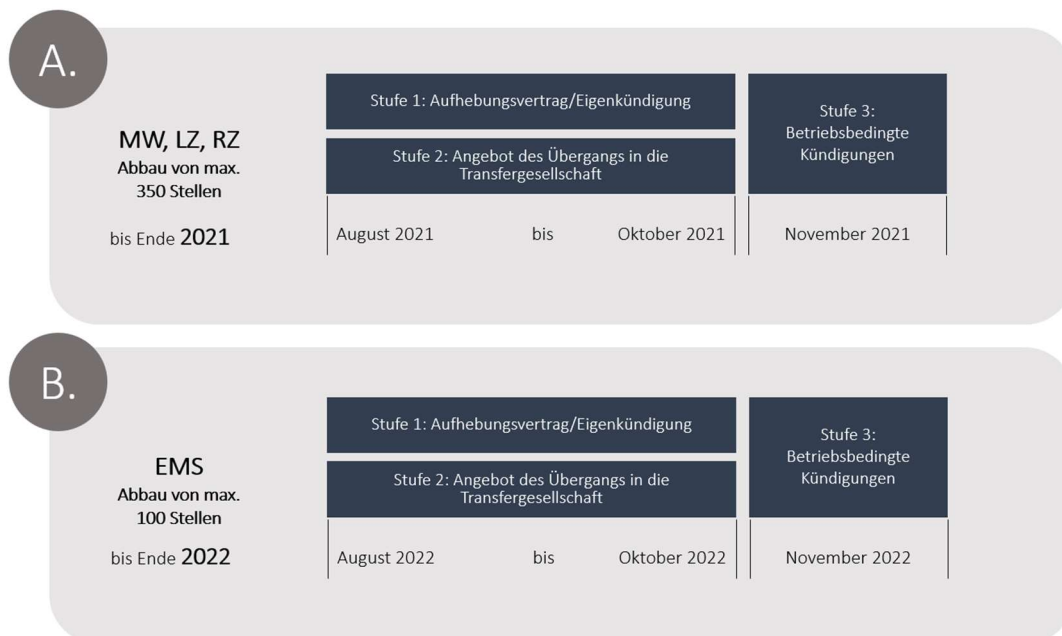 A.
MW, LZ, RZ
Abbau von max.
350 Stellen
bis Ende 2021
Stufe 1: Aufhebungsvertrag/Eigenkündigung
Stufe 2: Angebot des Übergangs in die
Transfergesellschaft
Stufe 3:
Betriebsbedingte
Kündigungen
August 2021 bis Oktober 2021
November 2021
B.
EMS
Abbau von max.
100 Stellen
bis Ende 2022
Stufe 1: Aufhebungsvertrag/Eigenkündigung
Stufe 2: Angebot des Übergangs in die
Transfergesellschaft
Stufe 3:
Betriebsbedingte
Kündigungen
August 2022 bis Oktober 2022
November 2022